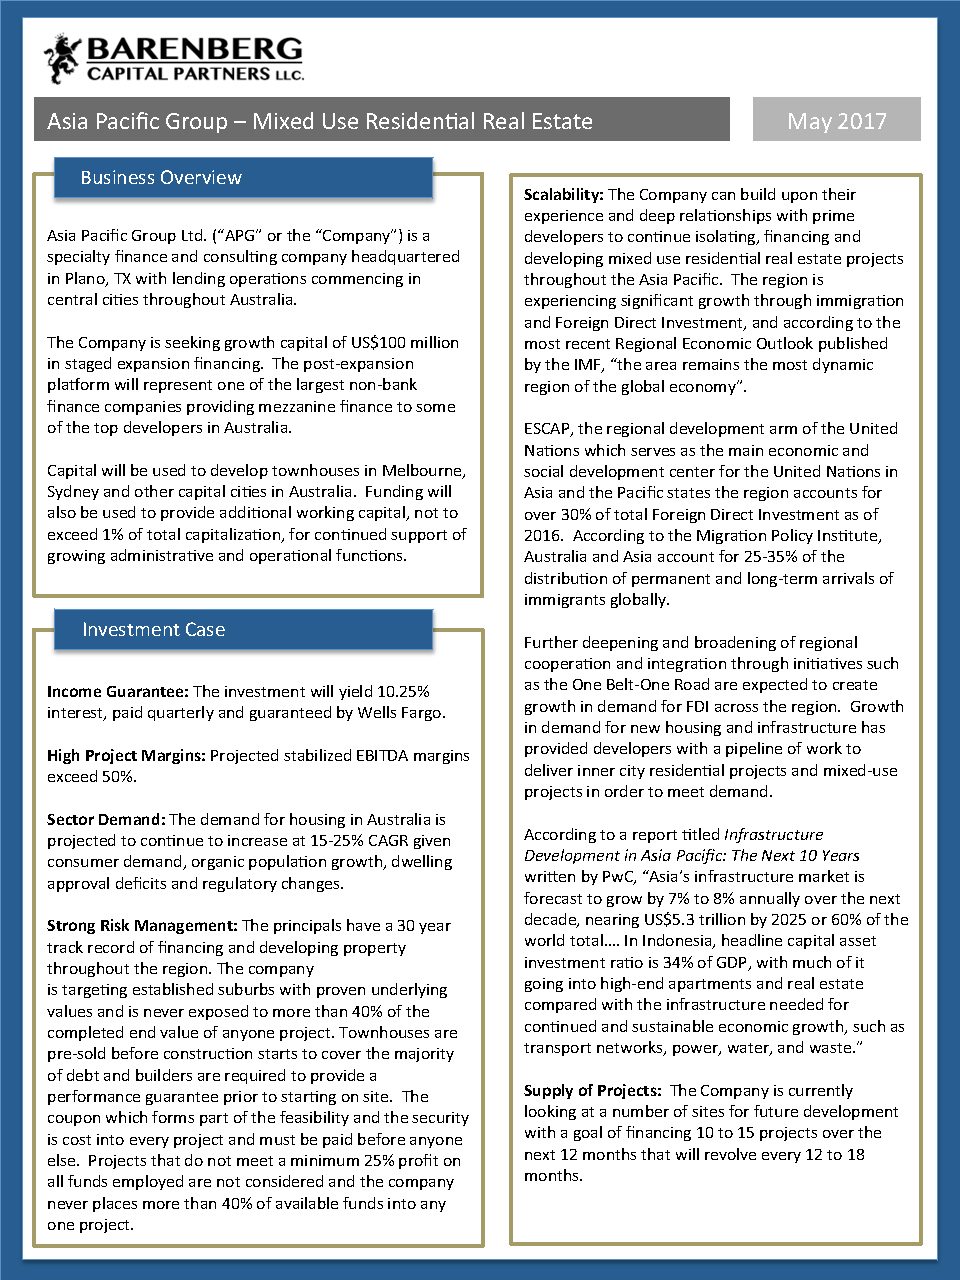 BARENBERG
CAPITAL PARTNERS LLC.
Asia Pacific Group – Mixed Use Residential Real Estate
May 2017
Business Overview
Asia Pacific Group Ltd. (“APG” or the “Company”) is a
specialty finance and consulting company headquartered
in Plano, TX with lending operations commencing in
central cities throughout Australia.
The Company is seeking growth capital of US$100 million
in staged expansion financing.  The post-expansion
platform will represent one of the largest non-bank
finance companies providing mezzanine finance to some
of the top developers in Australia.
Capital will be used to develop townhouses in Melbourne,
Sydney and other capital cities in Australia.  Funding will
also be used to provide additional working capital, not to
exceed 1% of total capitalization, for continued support of
growing administrative and operational functions.
Investment Case
Income Guarantee: The investment will yield 10.25%
interest, paid quarterly and guaranteed by Wells Fargo.
High Project Margins: Projected stabilized EBITDA margins
exceed 50%.
Sector Demand: The demand for housing in Australia is
projected to continue to increase at 15-25% CAGR given
consumer demand, organic population growth, dwelling
approval deficits and regulatory changes.
Strong Risk Management: The principals have a 30 year
track record of financing and developing property
throughout the region. The company
is targeting established suburbs with proven underlying
values and is never exposed to more than 40% of the
completed end value of anyone project. Townhouses are
pre-sold before construction starts to cover the majority
of debt and builders are required to provide a
performance guarantee prior to starting on site.  The
coupon which forms part of the feasibility and the security
is cost into every project and must be paid before anyone
else.  Projects that do not meet a minimum 25% profit on
all funds employed are not considered and the company
never places more than 40% of available funds into any
one project.
Scalability: The Company can build upon their
experience and deep relationships with prime
developers to continue isolating, financing and
developing mixed use residential real estate projects
throughout the Asia Pacific.  The region is
experiencing significant growth through immigration
and Foreign Direct Investment, and according to the
most recent Regional Economic Outlook published
by the IMF, “the area remains the most dynamic
region of the global economy”.
ESCAP, the regional development arm of the United
Nations which serves as the main economic and
social development center for the United Nations in
Asia and the Pacific states the region accounts for
over 30% of total Foreign Direct Investment as of
2016.  According to the Migration Policy Institute,
Australia and Asia account for 25-35% of the
distribution of permanent and long-term arrivals of
immigrants globally.
Further deepening and broadening of regional
cooperation and integration through initiatives such
as the One Belt-One Road are expected to create
growth in demand for FDI across the region.  Growth
in demand for new housing and infrastructure has
provided developers with a pipeline of work to
deliver inner city residential projects and mixed-use
projects in order to meet demand.
According to a report titled Infrastructure
Development in Asia Pacific: The Next 10 Years
written by PwC, “Asia’s infrastructure market is
forecast to grow by 7% to 8% annually over the next
decade, nearing US$5.3 trillion by 2025 or 60% of the
world total…. In Indonesia, headline capital asset
investment ratio is 34% of GDP, with much of it
going into high-end apartments and real estate
compared with the infrastructure needed for
continued and sustainable economic growth, such as
transport networks, power, water, and waste.”
Supply of Projects:  The Company is currently
looking at a number of sites for future development
with a goal of financing 10 to 15 projects over the
next 12 months that will revolve every 12 to 18
months.